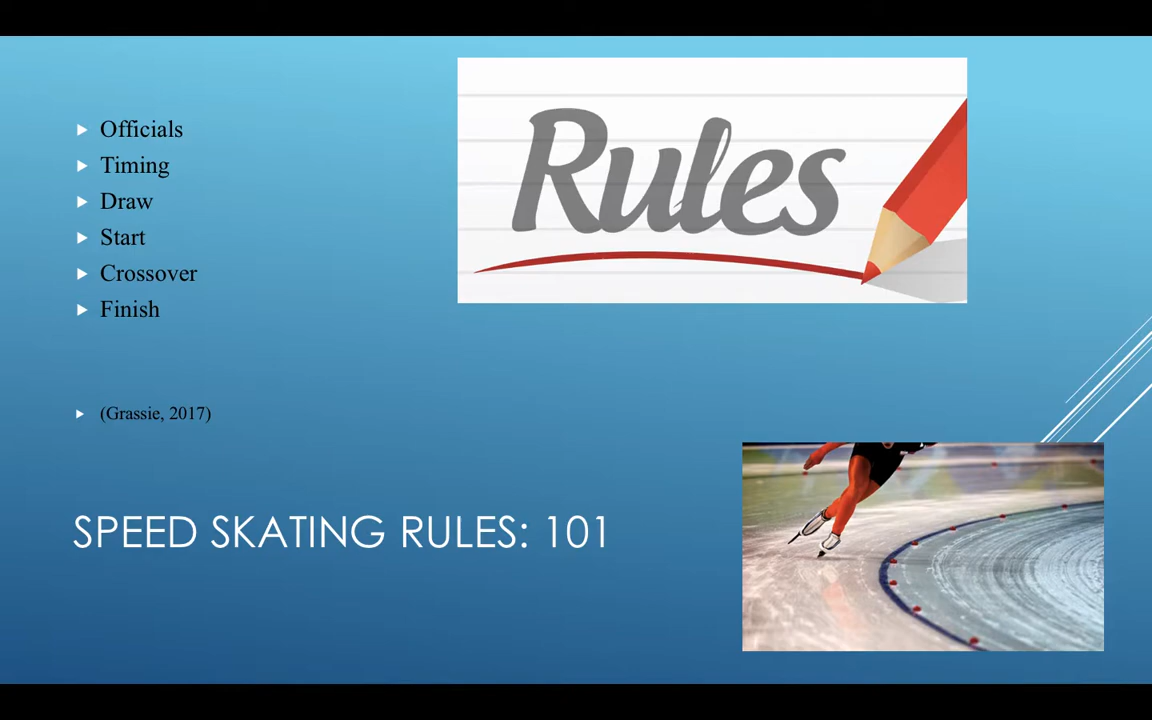 Officials
Timing
Draw
Start
Crossover
Finish
(Grassie, 2017)
Rules
SPEED SKATING RULES: 101